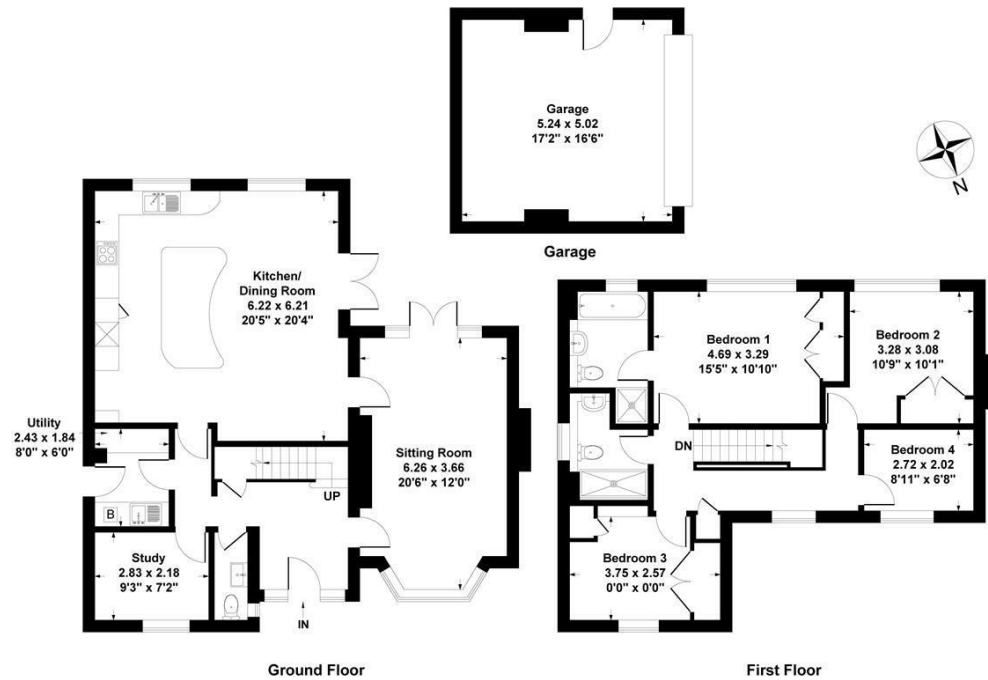 Garage
5.24 x 5.02
17'2" x 16'6"
Garage
N
Kitchen/
Dining Room
6.22 x 6.21
20'5" x 20'4"
Utility
2.43 x 1.84
8'0" x 6'0"
B
Study
2.83 x 2.18
9'3" x 7'2"
UP
IN
Sitting Room
6.26 x 3.66
20'6" x 12'0"
Ground Floor
Bedroom 1
4.69 x 3.29
15'5" x 10'10"
Bedroom 2
3.28 x 3.08
10'9" x 10'1"
DN
Bedroom 4
2.72 x 2.02
8'11" x 6'8"
Bedroom 3
3.75 x 2.57
0'0" x 0'0"
First Floor